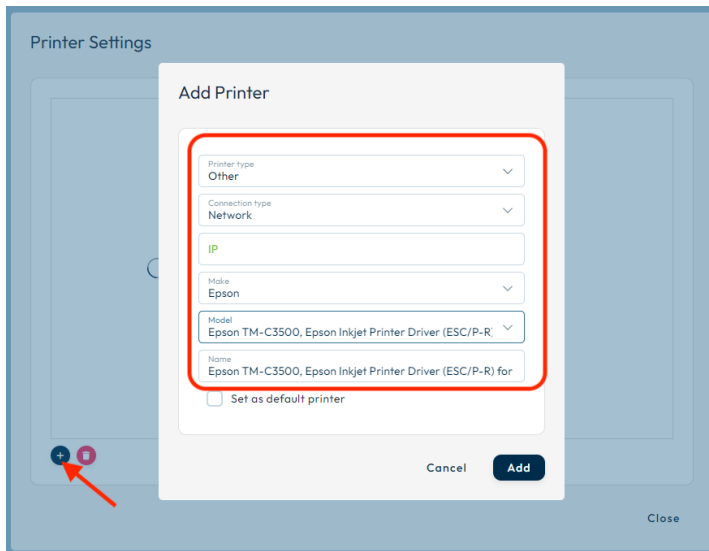 Printer Settings
Add Printer
Printer type
Other
Connection type
Network
IP
Make
Epson
Model
Epson TM-C3500, Epson Inkjet Printer Driver (ESC/P-R)
Name
Epson TM-C3500, Epson Inkjet Printer Driver (ESC/P-R) for
Set as default printer
Cancel
Add
Close